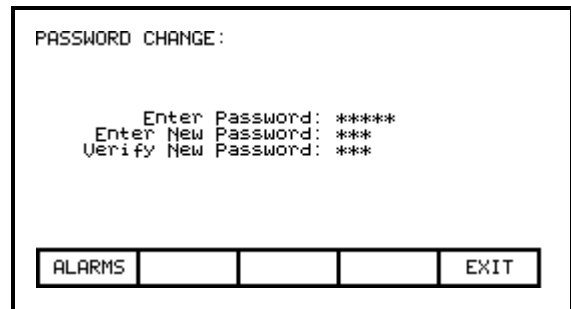 PASSWORD CHANGE:
Enter Password: *****
Enter New Password: ***
Verify New Password: ***
ALARMS EXIT